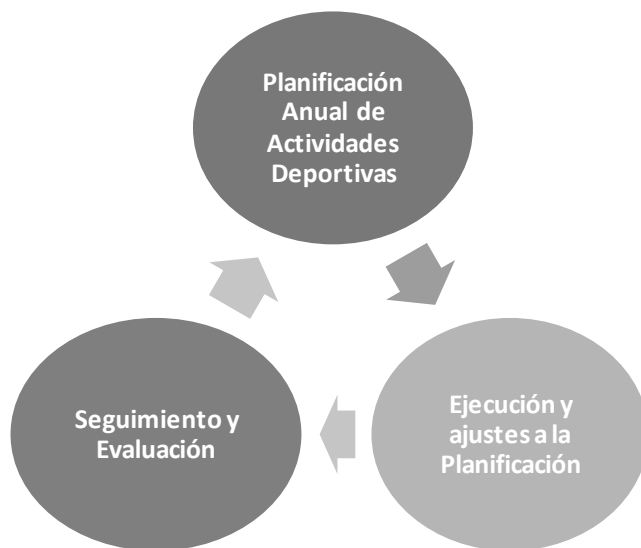 Planificación
Anual de
Actividades
Deportivas
Seguimiento y
Evaluación
Ejecución y
ajustes a la
Planificación